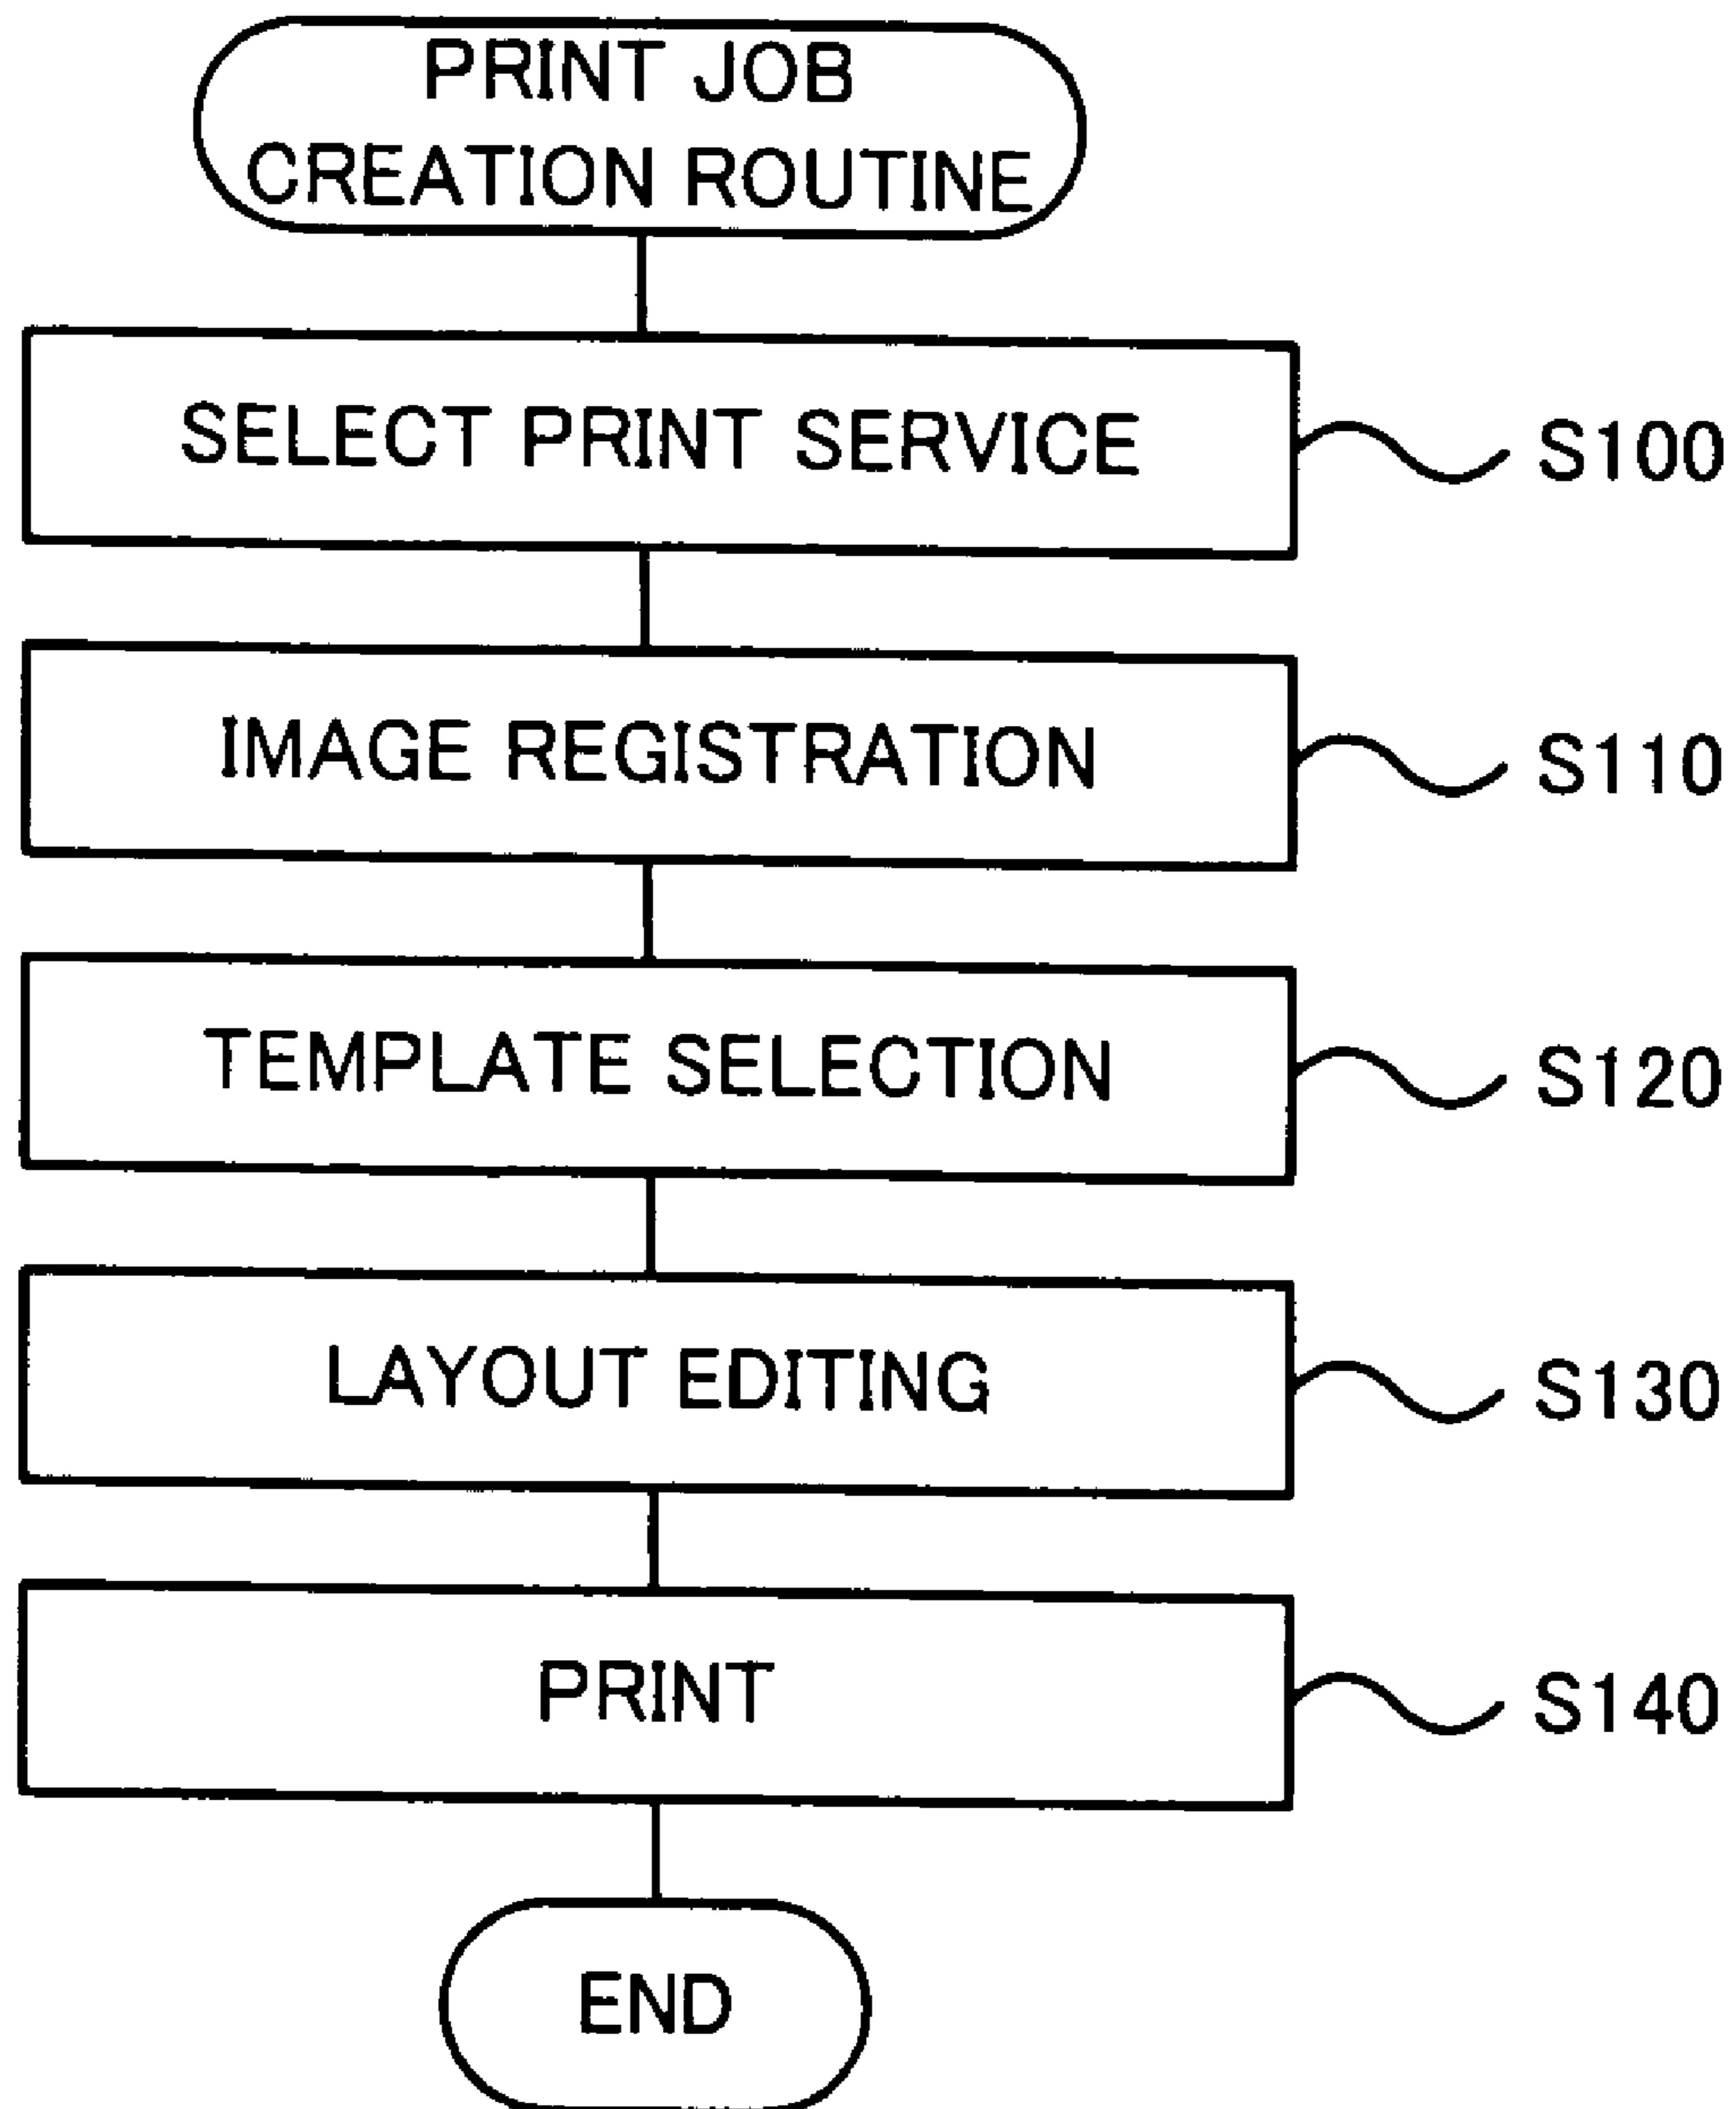 PRINT JOB
CREATION ROUTINE
SELECT PRINT SERVICE
S100
IMAGE REGISTRATION
S110
TEMPLATE SELECTION
S120
LAYOUT EDITING
S130
PRINT
S140
END